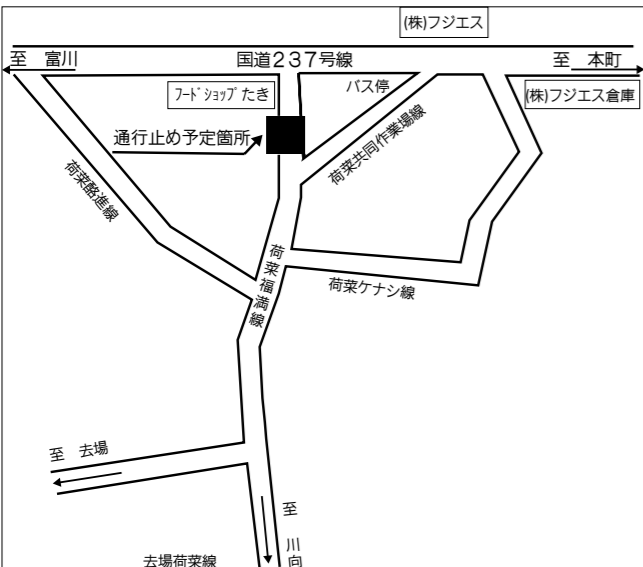 (株)フジエス
至 富川
国道237号線
至 本町
フードショップたき
バス停
(株)フジエス倉庫
通行止め予定箇所
荷菜共同作業場線
荷菜酪進線
荷菜福満線
荷菜ケナシ線
至 去場
至 川向
去場荷菜線